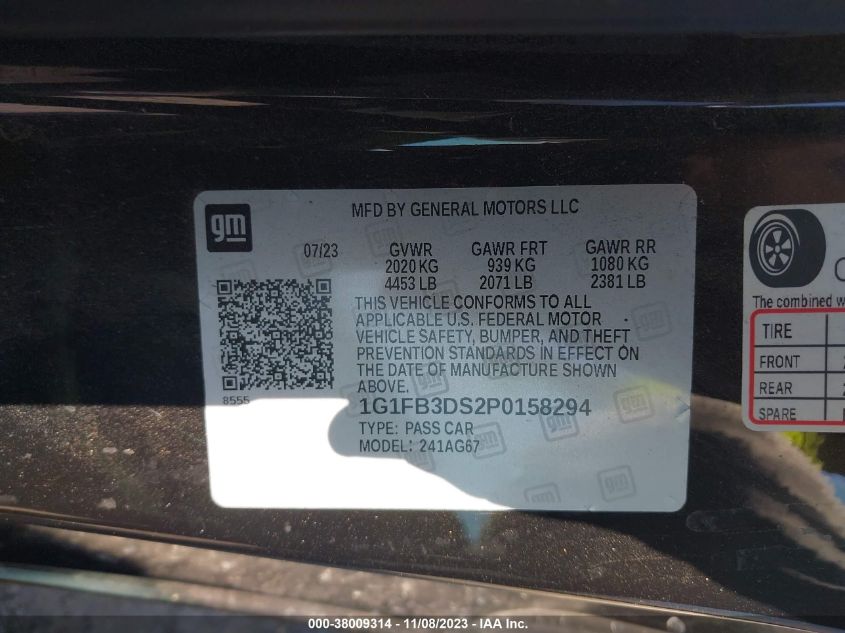 gm
MFD BY GENERAL MOTORS LLC
07/23 GVWR GAWR FRT GAWR RR
2020 KG 939 KG 1080 KG
4453 LB 2071 LB 2381 LB
THIS VEHICLE CONFORMS TO ALL
APPLICABLE U.S. FEDERAL MOTOR
VEHICLE SAFETY, BUMPER, AND THEFT
PREVENTION STANDARDS IN EFFECT ON
THE DATE OF MANUFACTURE SHOWN
ABOVE.
8555
1G1FB3DS2P0158294
TYPE: PASS CAR
MODEL: 241AG67
The combined
TIRE
FRONT
REAR
SPARE
000-38009314 - 11/08/2023 - Copyright © IAA, Inc.